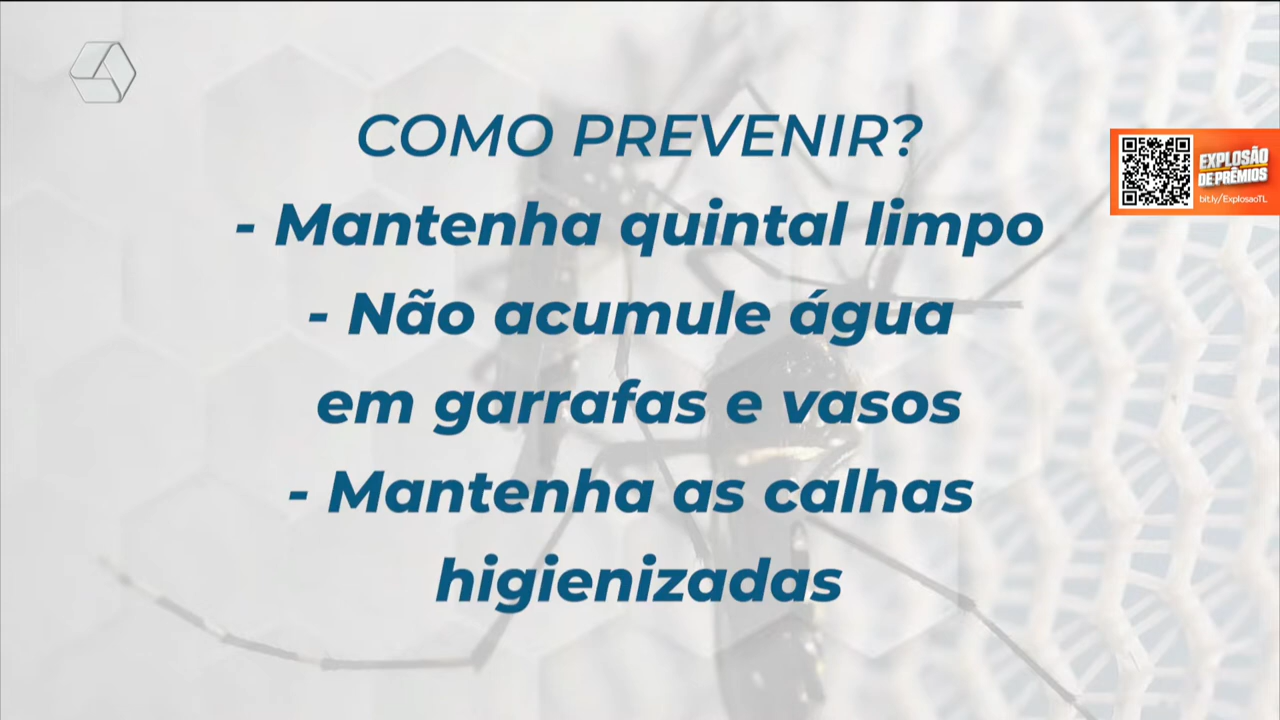 COMO PREVENIR?
- Mantenha quintal limpo
- Não acumule água
em garrafas e vasos
- Mantenha as calhas
higienizadas
EXPLOSÃO
DE PRÊMIOS
bit.ly/ExplosaoTL